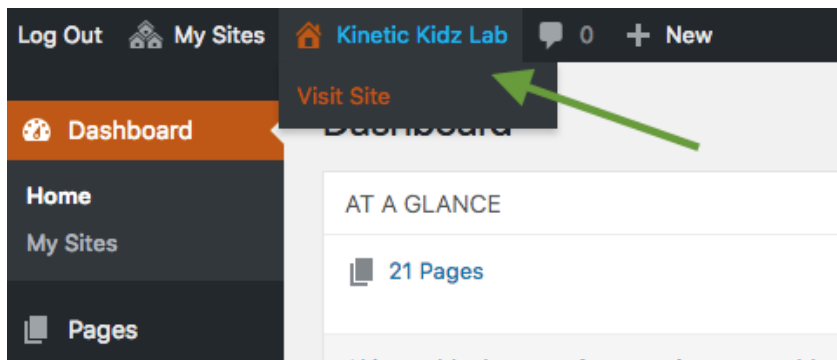 Log Out My Sites Kinetic Kidz Lab 0 + New
Visit Site
Dashboard
Dashboard
Home
AT A GLANCE
My Sites
21 Pages
Pages